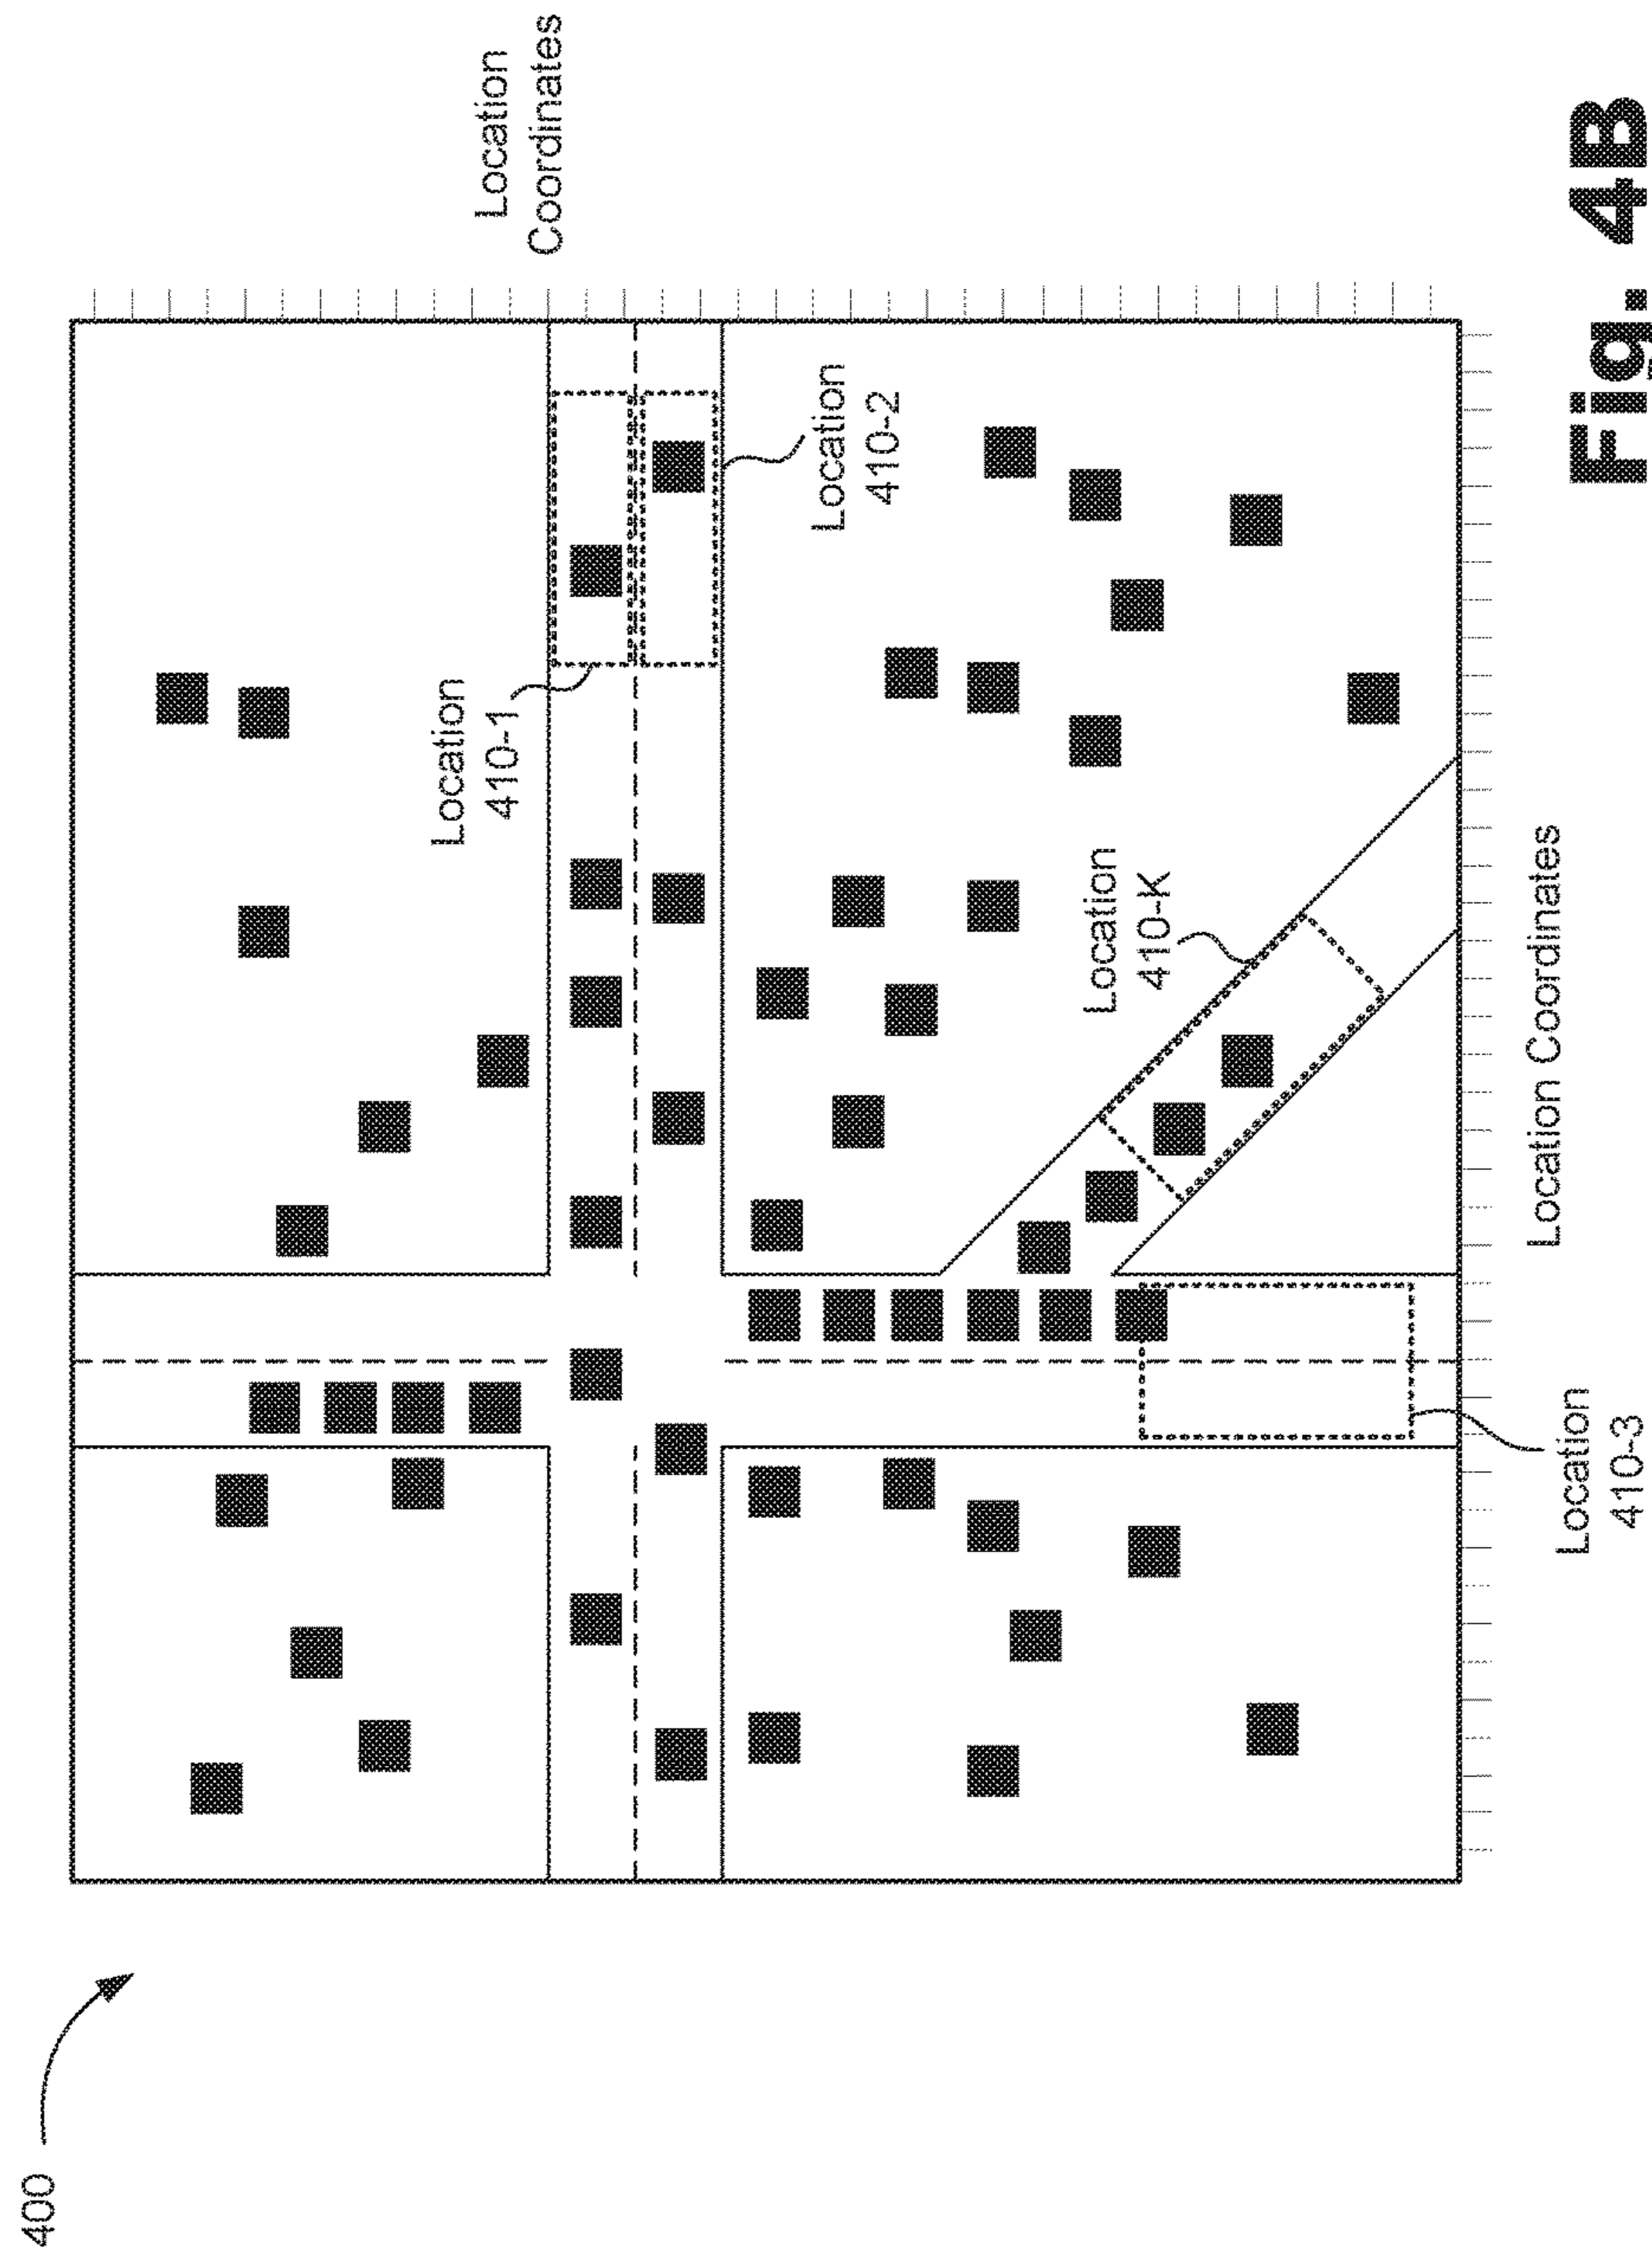 400
Location
Coordinates
Location
410-1
Location
410-2
Location
410-K
Location
410-3
Location Coordinates
Fig. 4B